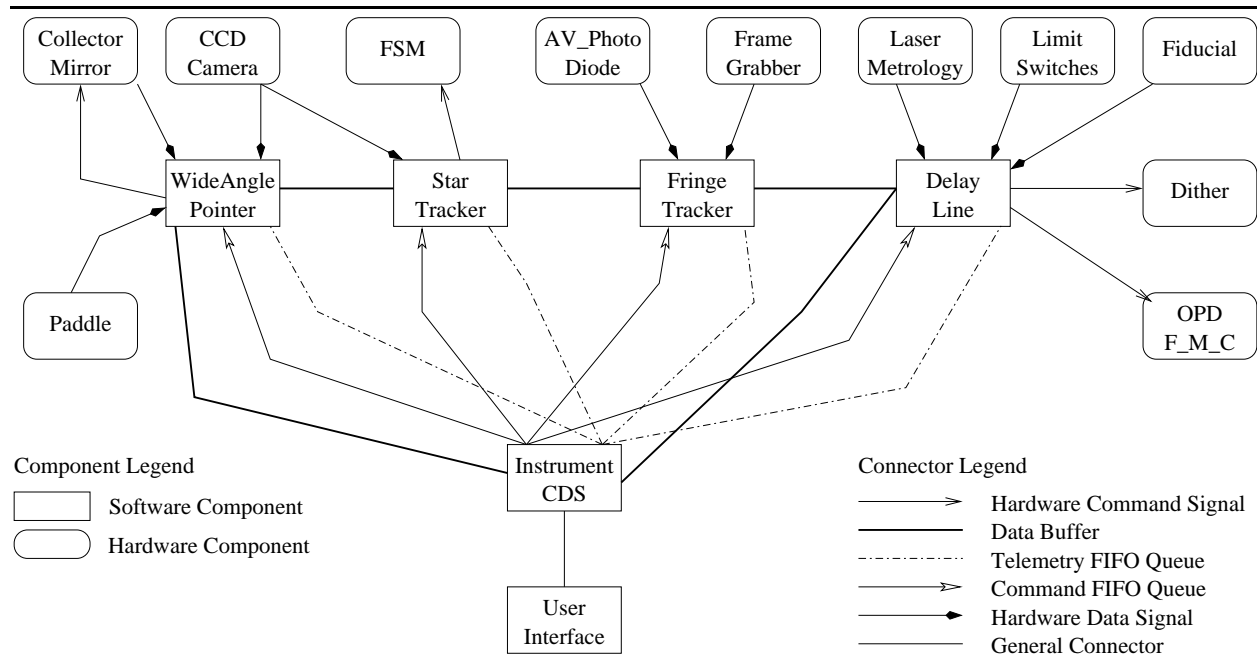 Collector
Mirror
CCD
Camera
FSM
AV_Photo
Diode
Frame
Grabber
Laser
Metrology
Limit
Switches
Fiducial
WideAngle
Pointer
Star
Tracker
Fringe
Tracker
Delay
Line
Dither
Paddle
OPD
F_M_C
Instrument
CDS
User
Interface
Component Legend
Software Component
Hardware Component
Connector Legend
Hardware Command Signal
Data Buffer
Telemetry FIFO Queue
Command FIFO Queue
Hardware Data Signal
General Connector